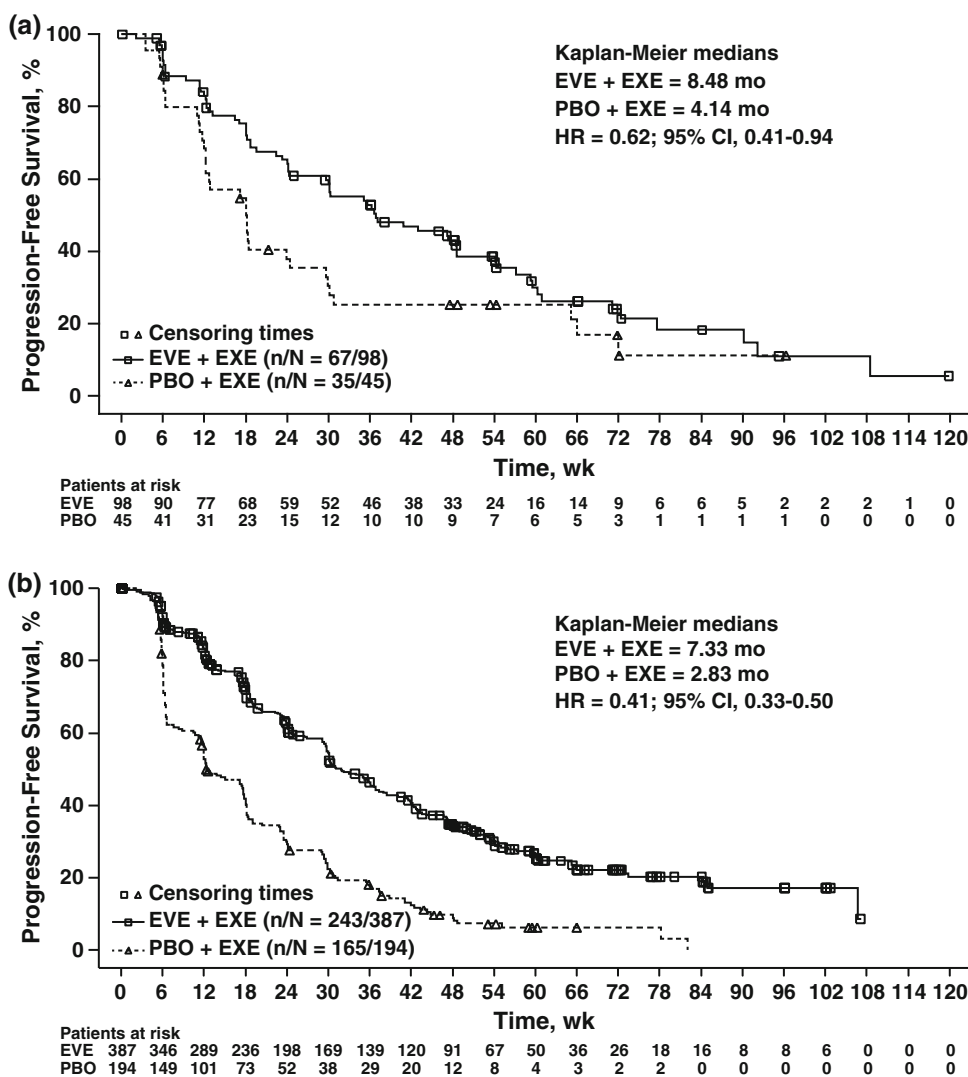 (a)
Progression-Free Survival, %
100
80
60
40
20
0
Kaplan-Meier medians
EVE + EXE = 8.48 mo
PBO + EXE = 4.14 mo
HR = 0.62; 95% CI, 0.41-0.94
Censoring times
EVE + EXE (n/N = 67/98)
PBO + EXE (n/N = 35/45)
0 6 12 18 24 30 36 42 48 54 60 66 72 78 84 90 96 102 108 114 120
Time, wk
Patients at risk
EVE 98 90 77 68 59 52 46 38 33 24 16 14 9 6 6 5 2 2 2 1 0
PBO 45 41 31 23 15 12 10 10 9 7 6 5 3 1 1 1 1 0 0 0 0
(b)
Progression-Free Survival, %
100
80
60
40
20
0
Kaplan-Meier medians
EVE + EXE = 7.33 mo
PBO + EXE = 2.83 mo
HR = 0.41; 95% CI, 0.33-0.50
Censoring times
EVE + EXE (n/N = 243/387)
PBO + EXE (n/N = 165/194)
0 6 12 18 24 30 36 42 48 54 60 66 72 78 84 90 96 102 108 114 120
Time, wk
Patients at risk
EVE 387 346 289 236 198 169 139 120 91 67 50 36 26 18 16 8 8 6 0 0 0
PBO 194 149 101 73 52 38 29 20 12 8 4 3 2 2 0 0 0 0 0 0 0